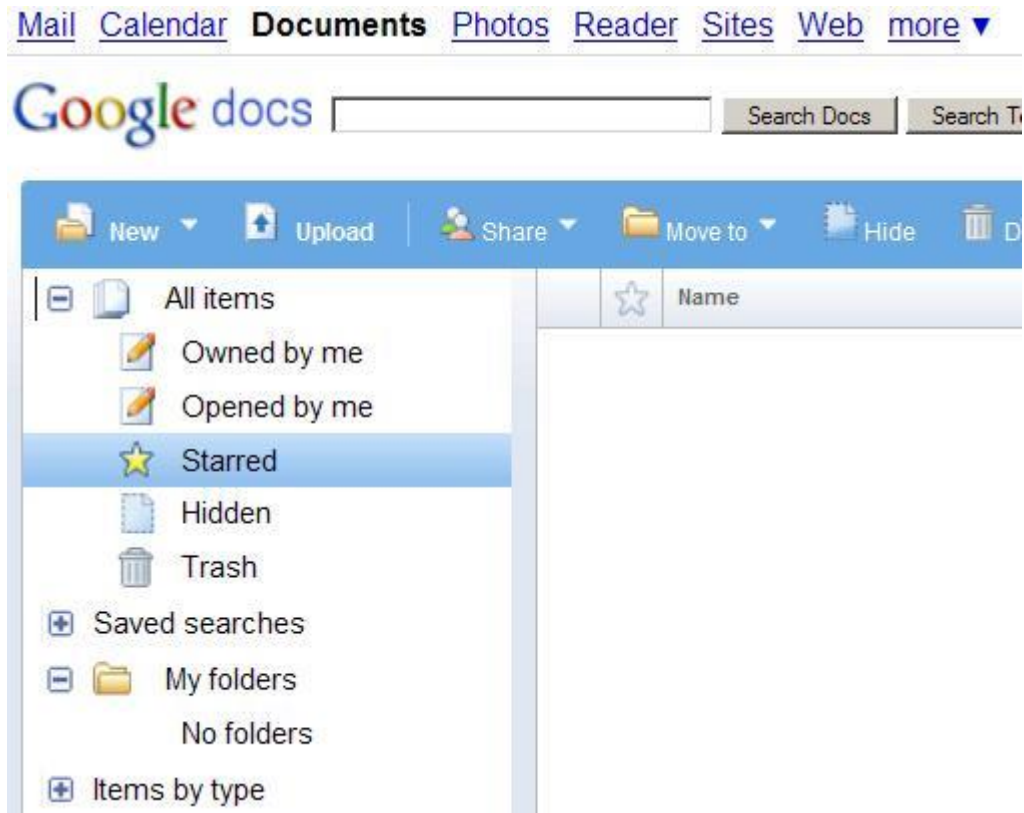 Mail Calendar Documents Photos Reader Sites Web more ▼
Google docs Search Docs Search
New Upload Share Move to Hide
All items Name
Owned by me
Opened by me
Starred
Hidden
Trash
Saved searches
My folders
No folders
Items by type